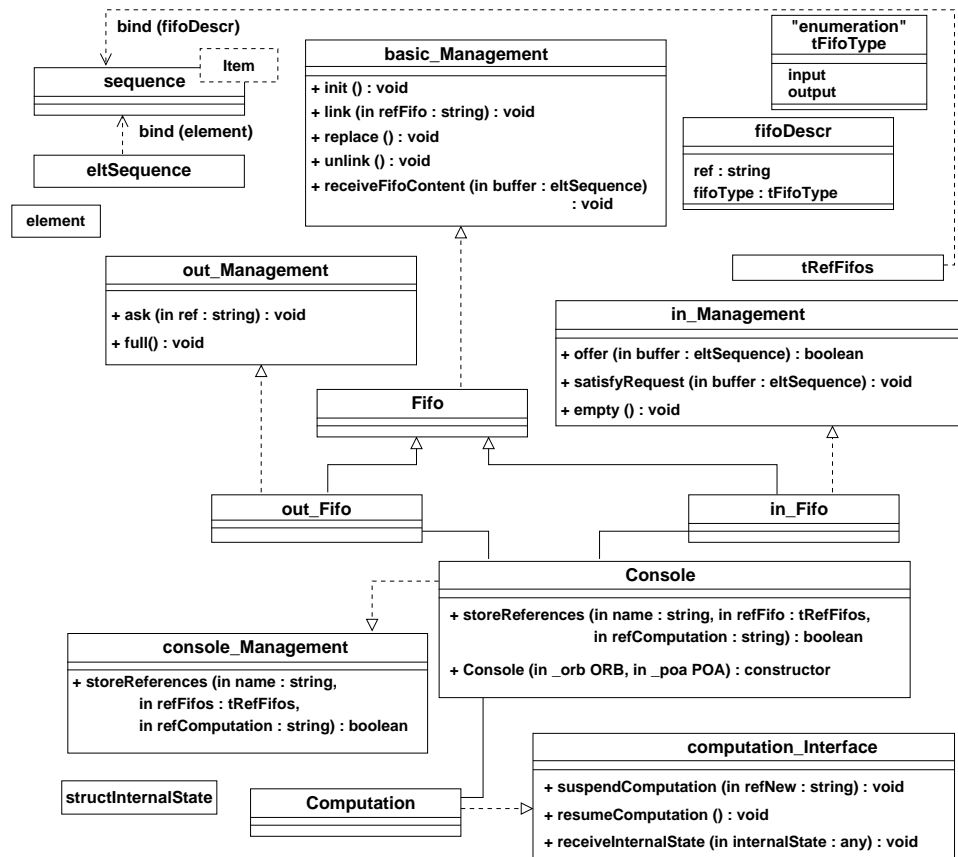 bind (fifoDescr)
"enumeration"
tFifoType
input
output
basic_Management
+ init () : void
+ link (in refFifo : string) : void
+ replace () : void
+ unlink () : void
+ receiveFifoContent (in buffer : eltSequence)
: void
Item
sequence
bind (element)
eltSequence
element
fifoDescr
ref : string
fifoType : tFifoType
tRefFifos
out_Management
+ ask (in ref : string) : void
+ full() : void
in_Management
+ offer (in buffer : eltSequence) : boolean
+ satisfyRequest (in buffer : eltSequence) : void
+ empty () : void
Fifo
out_Fifo
in_Fifo
Console
+ storeReferences (in name : string, in refFifo : tRefFifos,
in refComputation : string) : boolean
+ Console (in _orb ORB, in _poa POA) : constructor
console_Management
+ storeReferences (in name : string,
in refFifos : tRefFifos,
in refComputation : string) : boolean
structInternalState
Computation
computation_Interface
+ suspendComputation (in refNew : string) : void
+ resumeComputation () : void
+ receiveInternalState (in internalState : any) : void